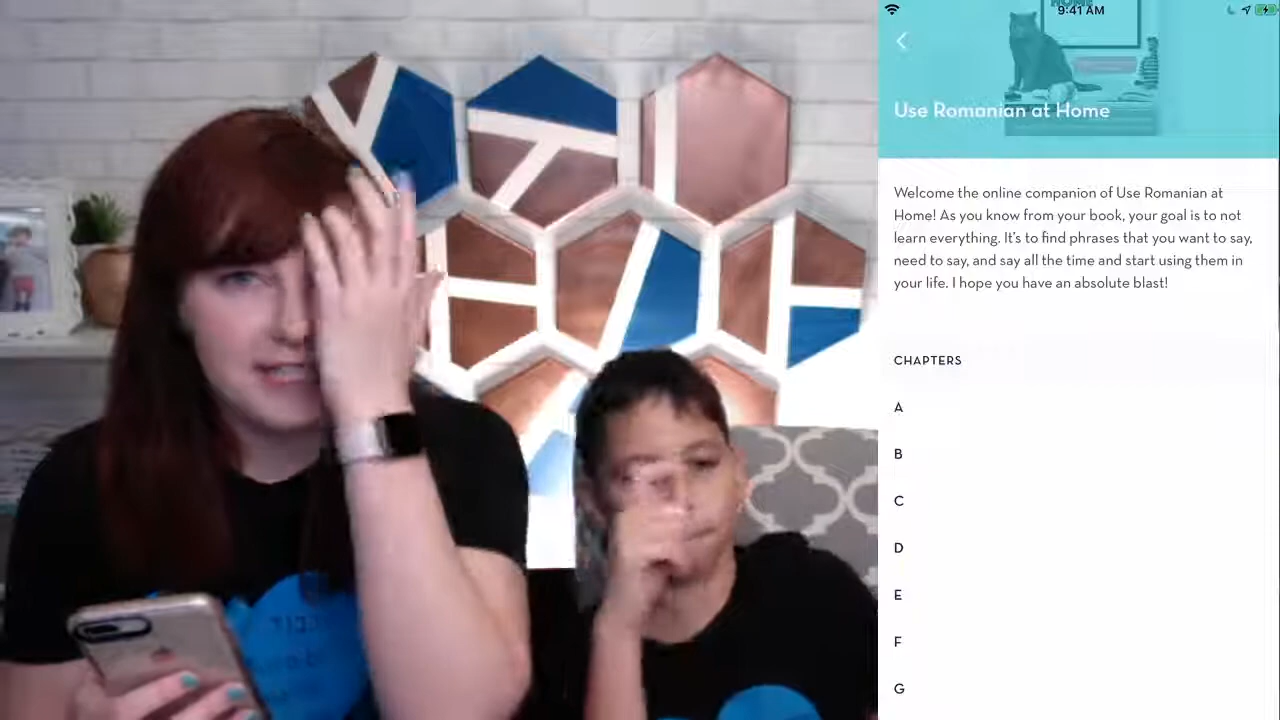 9:41 AM
Use Romanian at Home
Welcome the online companion of Use Romanian at
Home! As you know from your book, your goal is to not
learn everything. It's to find phrases that you want to say,
need to say, and say all the time and start using them in
your life. I hope you have an absolute blast!
CHAPTERS
A
B
C
D
E
F
G